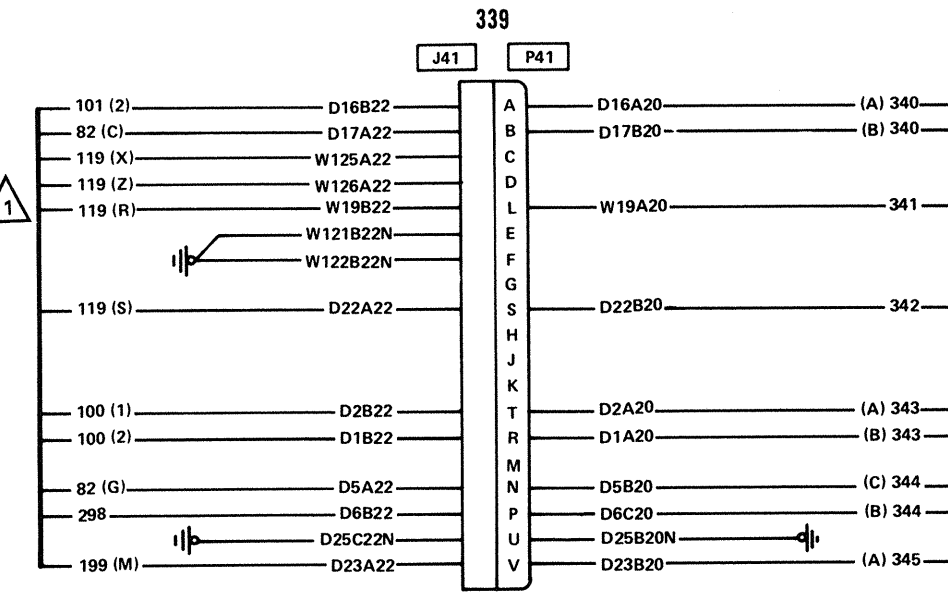 339
J41 P41
101 (2) D16B22 A D16A20 (A) 340
82 (C) D17A22 B D17B20 (B) 340
119 (X) W125A22 C
119 (Z) W126A22 D
1 119 (R) W19B22 L W19A20 341
W121B22N E
W122B22N F
G
119 (S) D22A22 S D22B20 342
H
J
K
100 (1) D2B22 T D2A20 (A) 343
100 (2) D1B22 R D1A20 (B) 343
M
82 (G) D5A22 N D5B20 (C) 344
298 D6B22 P D6C20 (B) 344
D25C22N U D25B20N
199 (M) D23A22 V D23B20 (A) 345